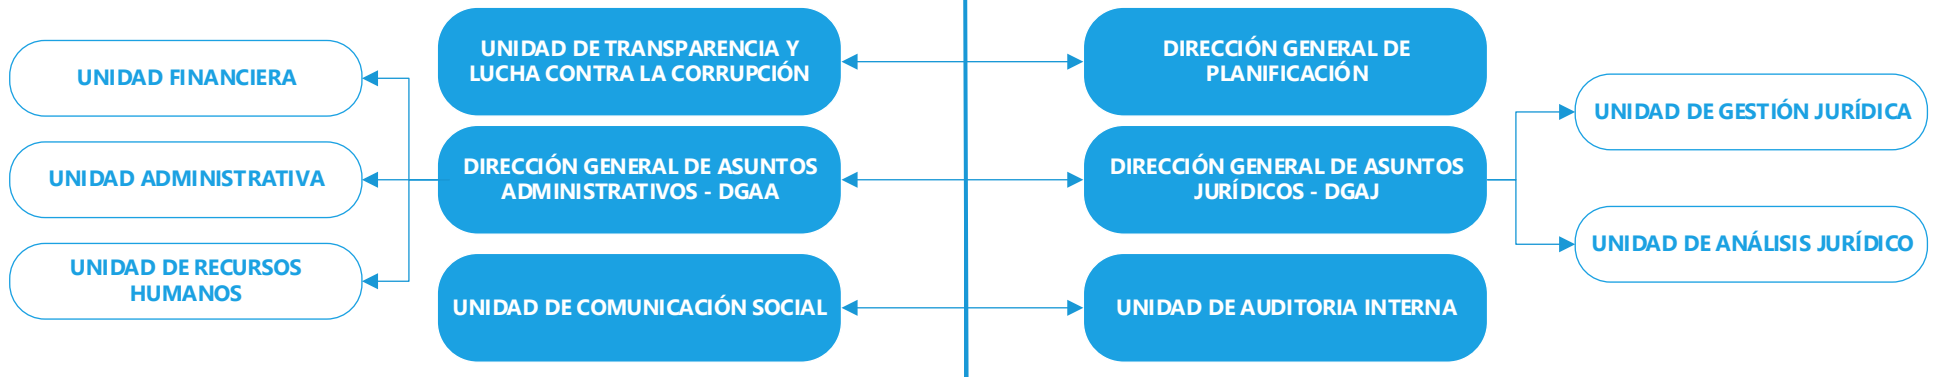 UNIDAD FINANCIERA
UNIDAD ADMINISTRATIVA
UNIDAD DE RECURSOS
HUMANOS
UNIDAD DE TRANSPARENCIA Y
LUCHA CONTRA LA CORRUPCIÓN
DIRECCIÓN GENERAL DE ASUNTOS
ADMINISTRATIVOS - DGAA
UNIDAD DE COMUNICACIÓN SOCIAL
DIRECCIÓN GENERAL DE
PLANIFICACIÓN
DIRECCIÓN GENERAL DE ASUNTOS
JURÍDICOS - DGAJ
UNIDAD DE AUDITORIA INTERNA
UNIDAD DE GESTIÓN JURÍDICA
UNIDAD DE ANÁLISIS JURÍDICO